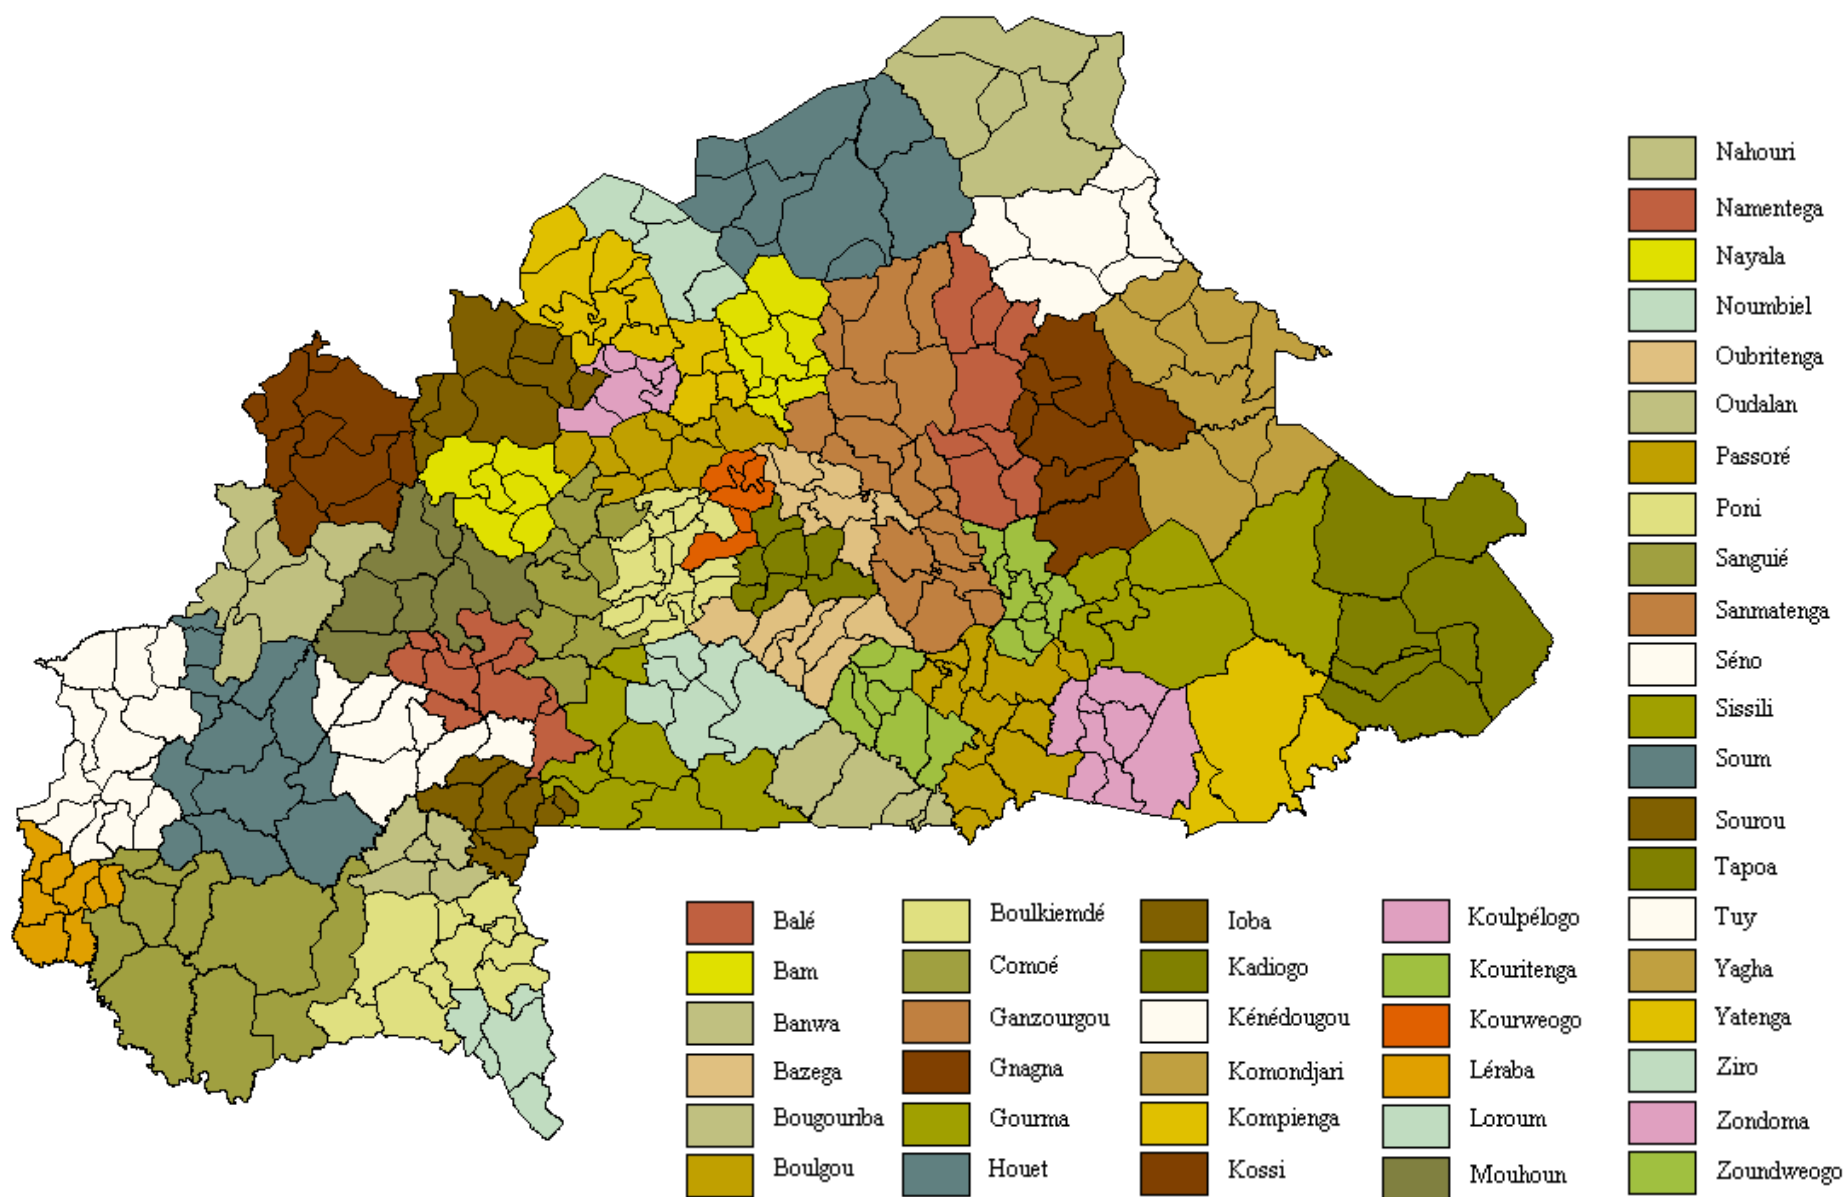 Nahouri
Namentega
Nayala
Noumbiel
Oubritenga
Oudalan
Passoré
Poni
Sanguié
Sanmatenga
Séno
Sissili
Soum
Sourou
Tapoa
Tuy
Yagha
Yatenga
Ziro
Zondoma
Zoundweogo
Balé
Bam
Banwa
Bazega
Bougouriba
Boulgou
Boulkiemdé
Comoé
Ganzourgou
Gnagna
Gourma
Houet
Ioba
Kadiogo
Kénédougou
Komondjari
Kompienga
Kossi
Koulpélogo
Kouritenga
Kourweogo
Léraba
Loroum
Mouhoun